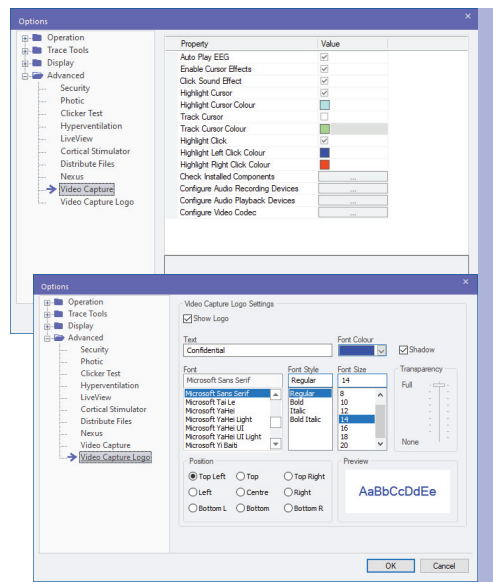 Options
Operation
Trace Tools
Display
Advanced
Security
Photic
Clicker Test
Hyperventilation
LiveView
Cortical Stimulator
Distribute Files
Nexus
Video Capture
Video Capture Logo
Property Value
Auto Play EEG
Enable Cursor Effects
Click Sound Effect
Highlight Cursor
Highlight Cursor Colour
Track Cursor
Track Cursor Colour
Highlight Click
Highlight Left Click Colour
Highlight Right Click Colour
Check Installed Components ...
Configure Audio Recording Devices ...
Configure Audio Playback Devices ...
Configure Video Codec ...
Options
Operation
Trace Tools
Display
Advanced
Security
Photic
Clicker Test
Hyperventilation
LiveView
Cortical Stimulator
Distribute Files
Nexus
Video Capture
Video Capture Logo
Video Capture Logo Settings
Show Logo
Text Font Colour
Confidential Shadow
Font Font Style Font Size Transparency
Microsoft Sans Serif Regular 14 Full
Microsoft Sans Serif Regular 8
Microsoft Tai Le Bold 10
Microsoft YaHei Italic 12
Microsoft YaHei Light Bold Italic 14
Microsoft YaHei UI 16
Microsoft YaHei UI Light 18
Microsoft Yi Baiti 20 None
Position Preview
Top Left Top Top Right
Left Centre Right AaBbCcDdEe
Bottom L Bottom Bottom R
OK Cancel